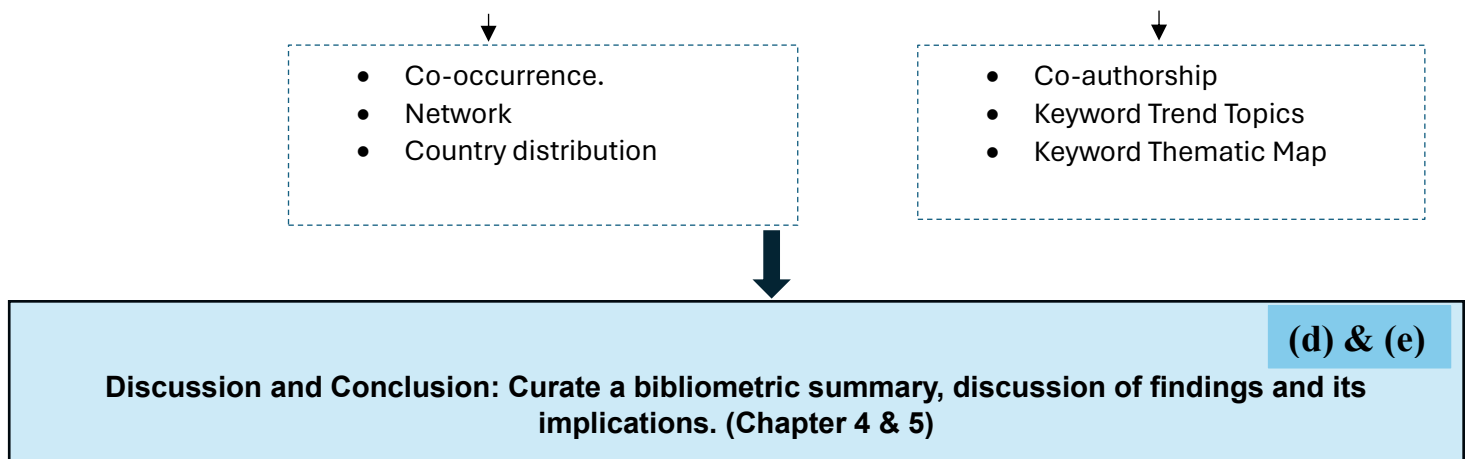 • Co-occurrence.
• Network
• Country distribution
• Co-authorship
• Keyword Trend Topics
• Keyword Thematic Map
(d) & (e)
Discussion and Conclusion: Curate a bibliometric summary, discussion of findings and its
implications. (Chapter 4 & 5)